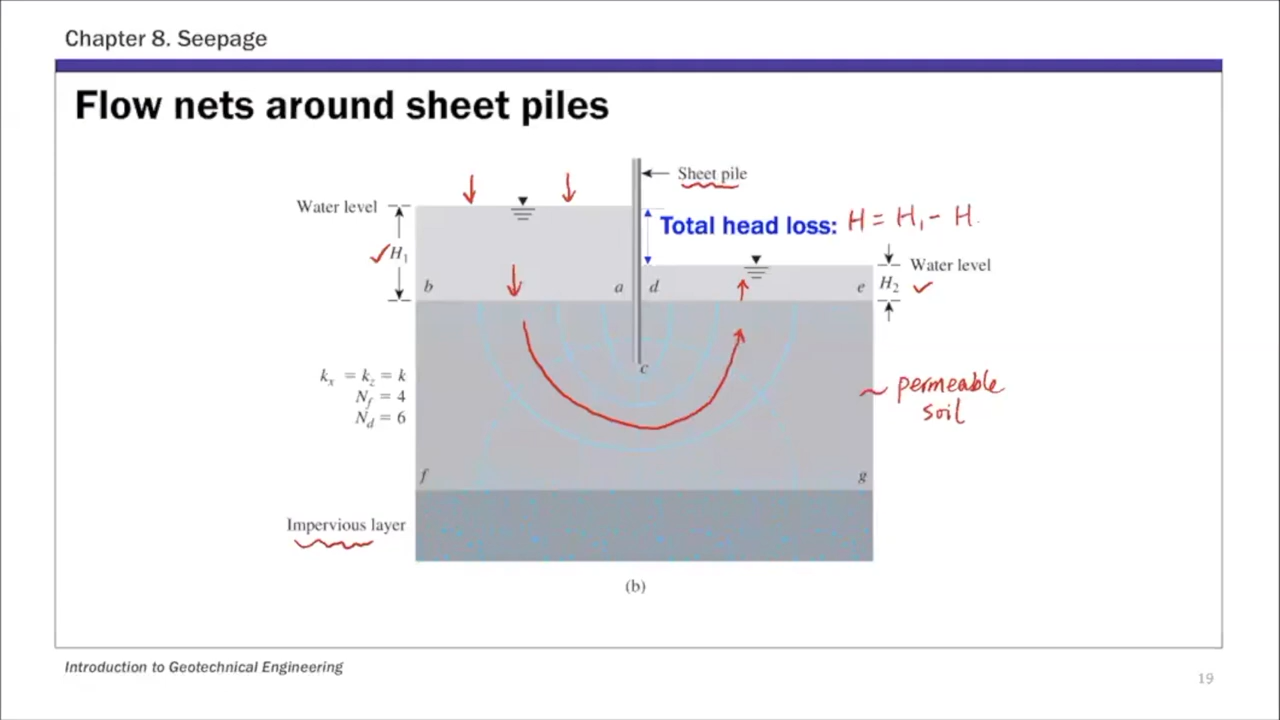 Chapter 8. Seepage
Flow nets around sheet piles
Sheet pile
Water level
Total head loss: H = H₁ - H
H₁
Water level
b
a
d
e
H₂
kₓ = k_z = k
N_f = 4
N_d = 6
c
permeable
soil
f
g
Impervious layer
(b)
Introduction to Geotechnical Engineering
19